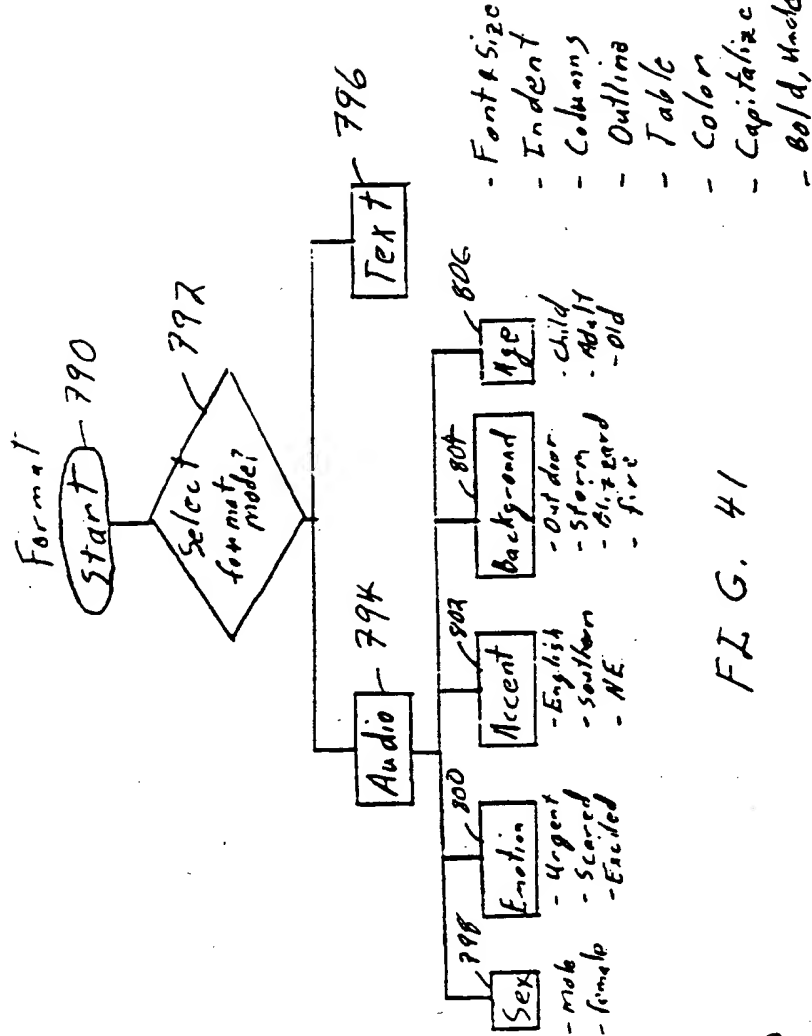 Format
Start
790
Select
format
mode?
792
Audio
794
Text
796
Sex
798
- male
- female
Emotion
800
- Urgent
- Scared
- Excited
Accent
802
- English
- Southern
- NE
Background
804
- Outdoor
- Storm
- Blizzard
- fire
Age
806
- Child
- Adult
- Old
- Font & Size
- Indent
- Columns
- Outline
- Table
- Color
- Capitalize
- Bold,
FIG. 41